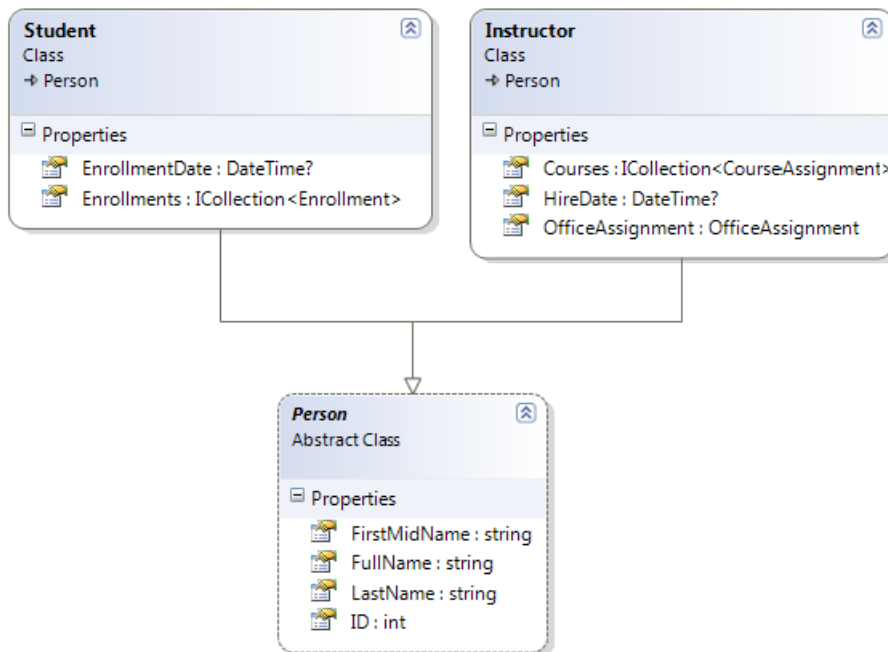 Student
Class
Person
Properties
EnrollmentDate : DateTime?
Enrollments : ICollection<Enrollment>
Instructor
Class
Person
Properties
Courses : ICollection<CourseAssignment>
HireDate : DateTime?
OfficeAssignment : OfficeAssignment
Person
Abstract Class
Properties
FirstMidName : string
FullName : string
LastName : string
ID : int